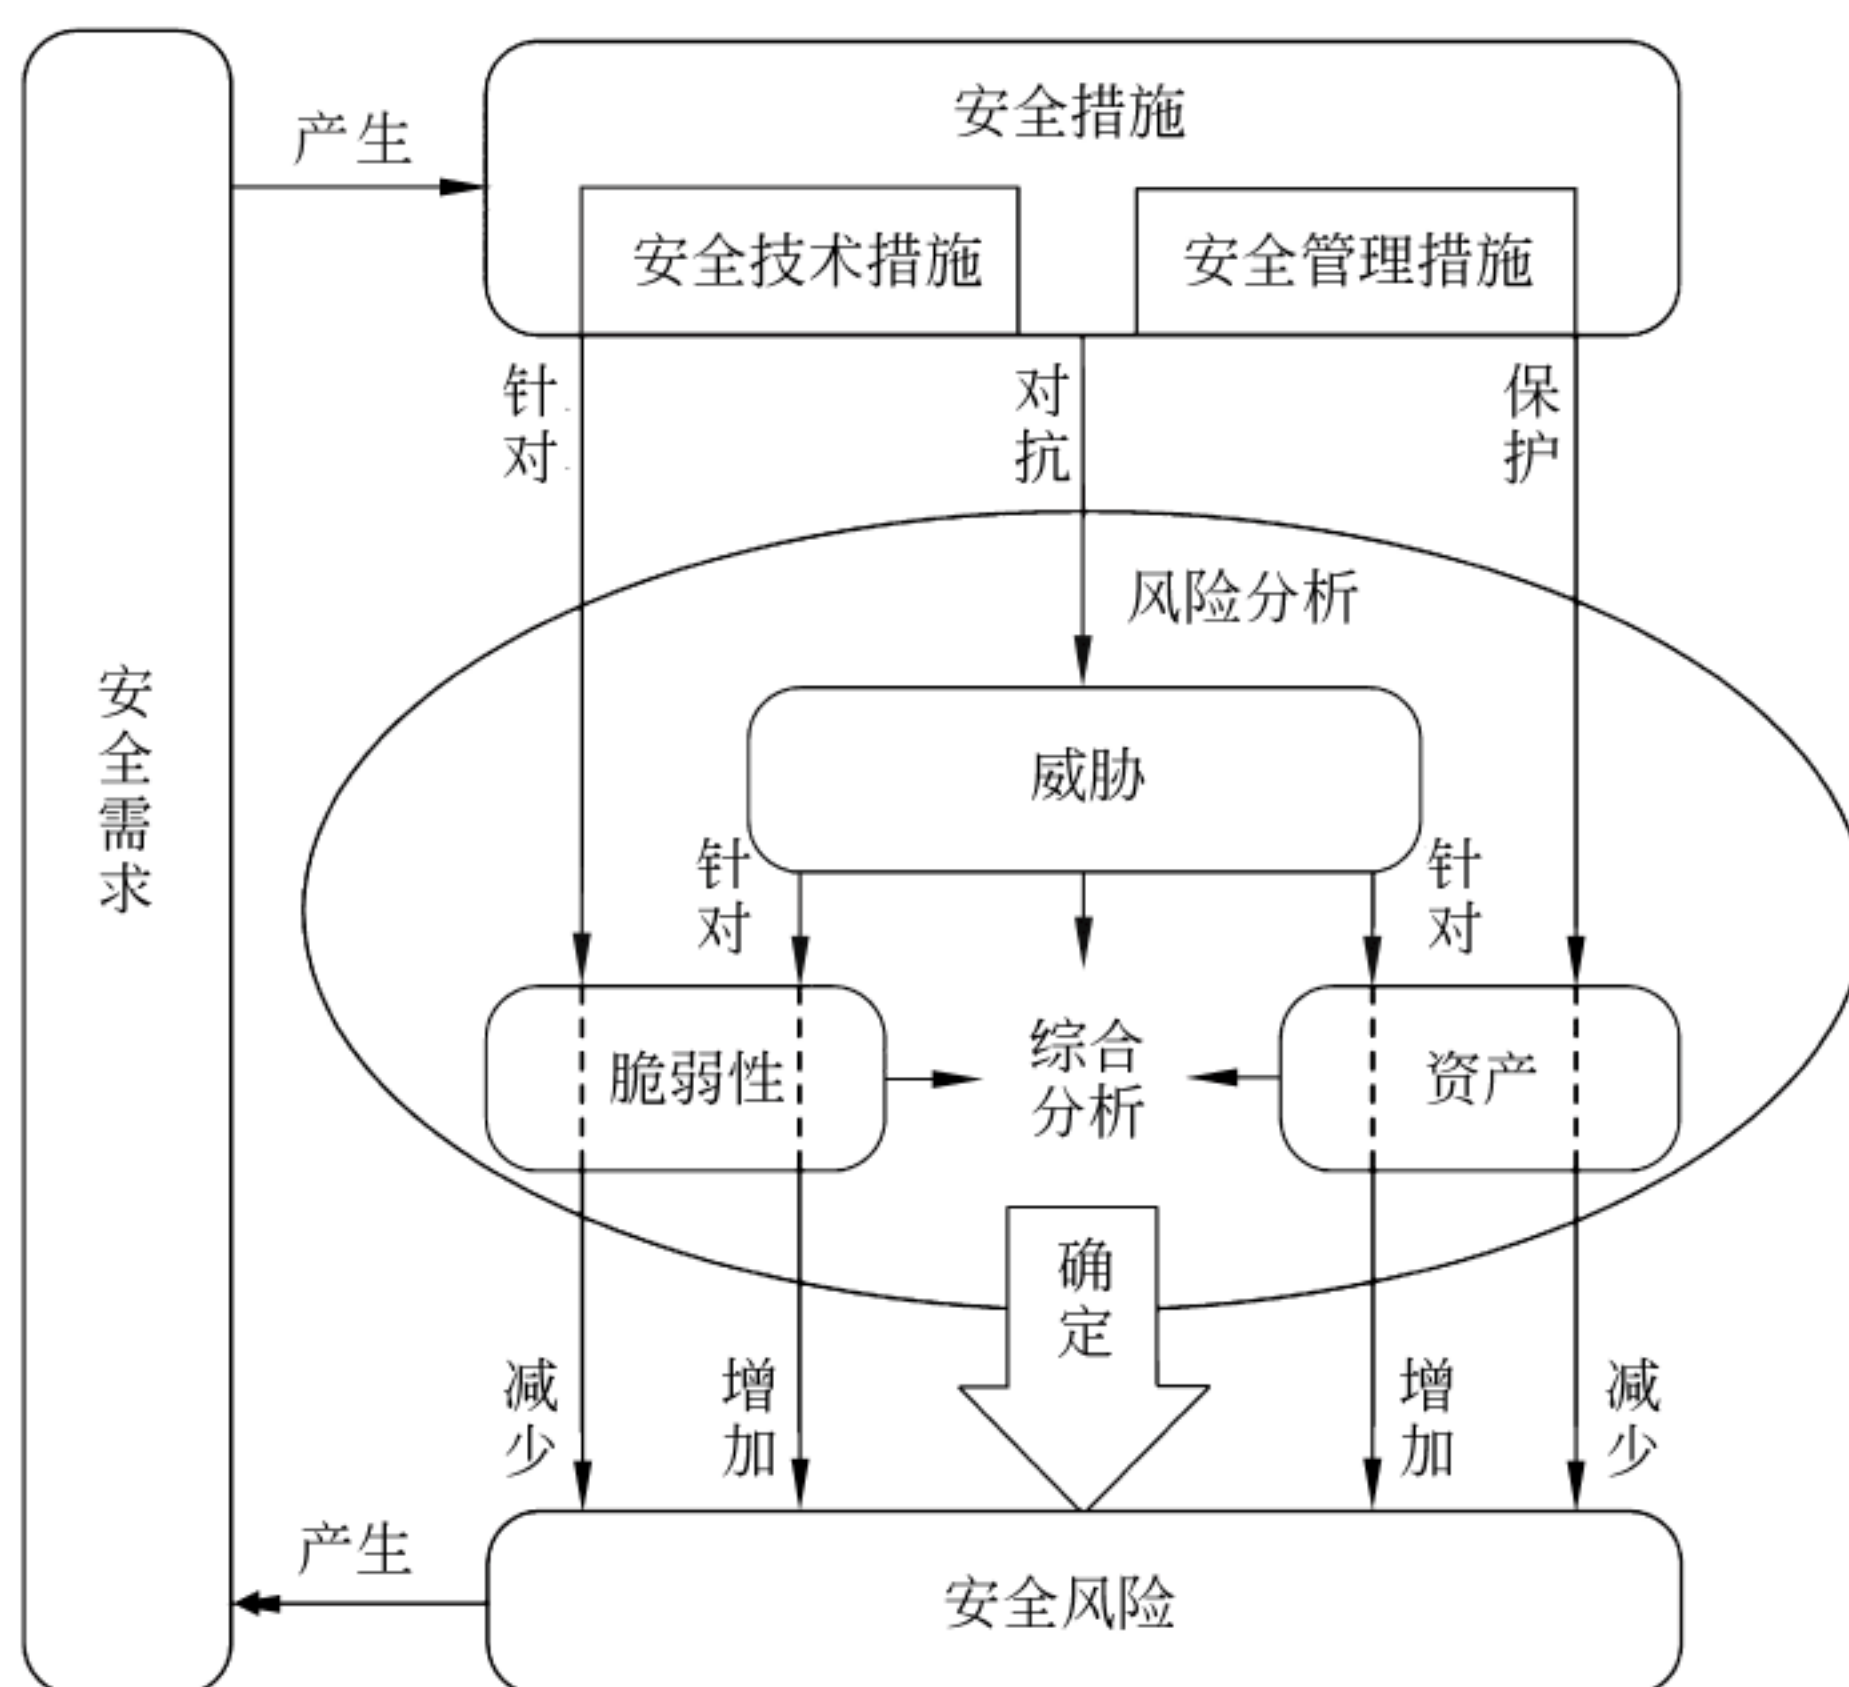 安全措施
产生
安全技术措施
安全管理措施
针对
对抗
保护
风险分析
安全需求
威胁
针对
针对
脆弱性
综合
分析
资产
确定
减少
增加
增加
减少
产生
安全风险